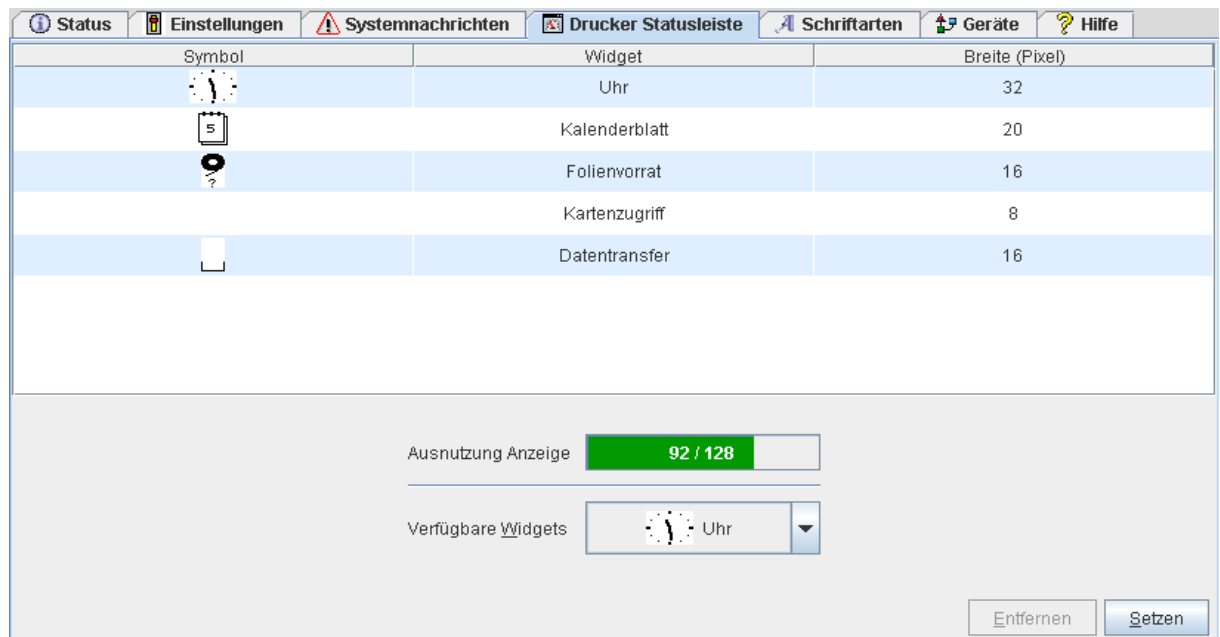 Status Einstellungen Systemnachrichten Drucker Statusleiste Schriftarten Geräte Hilfe
Symbol Widget Breite (Pixel)
Uhr 32
5 Kalenderblatt 20
? Folienvorrat 16
Kartenzugriff 8
Datentransfer 16
Ausnutzung Anzeige 92 / 128
Verfügbare Widgets Uhr
Entfernen Setzen